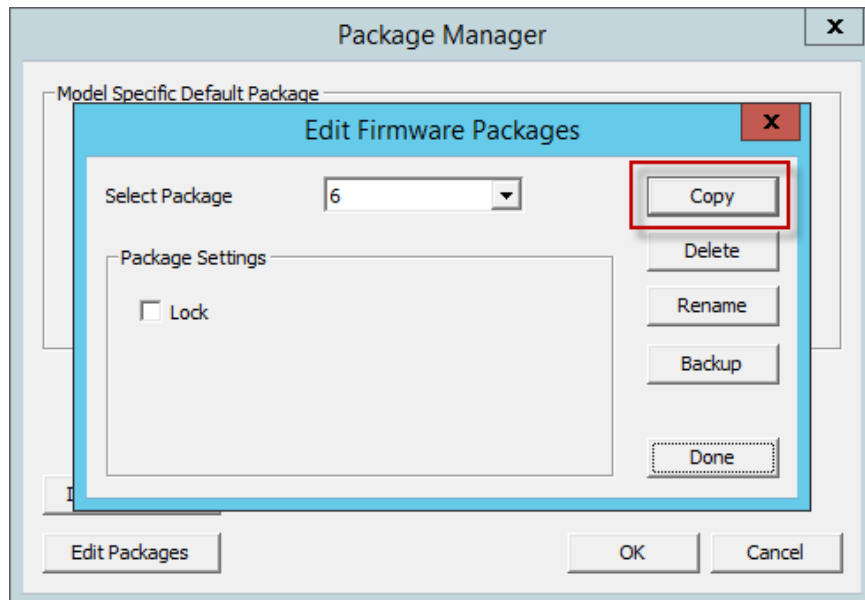 Package Manager
x
Model Specific Default Package
Edit Firmware Packages
x
Select Package
6
Copy
Package Settings
Delete
Lock
Rename
Backup
Done
Edit Packages
OK
Cancel